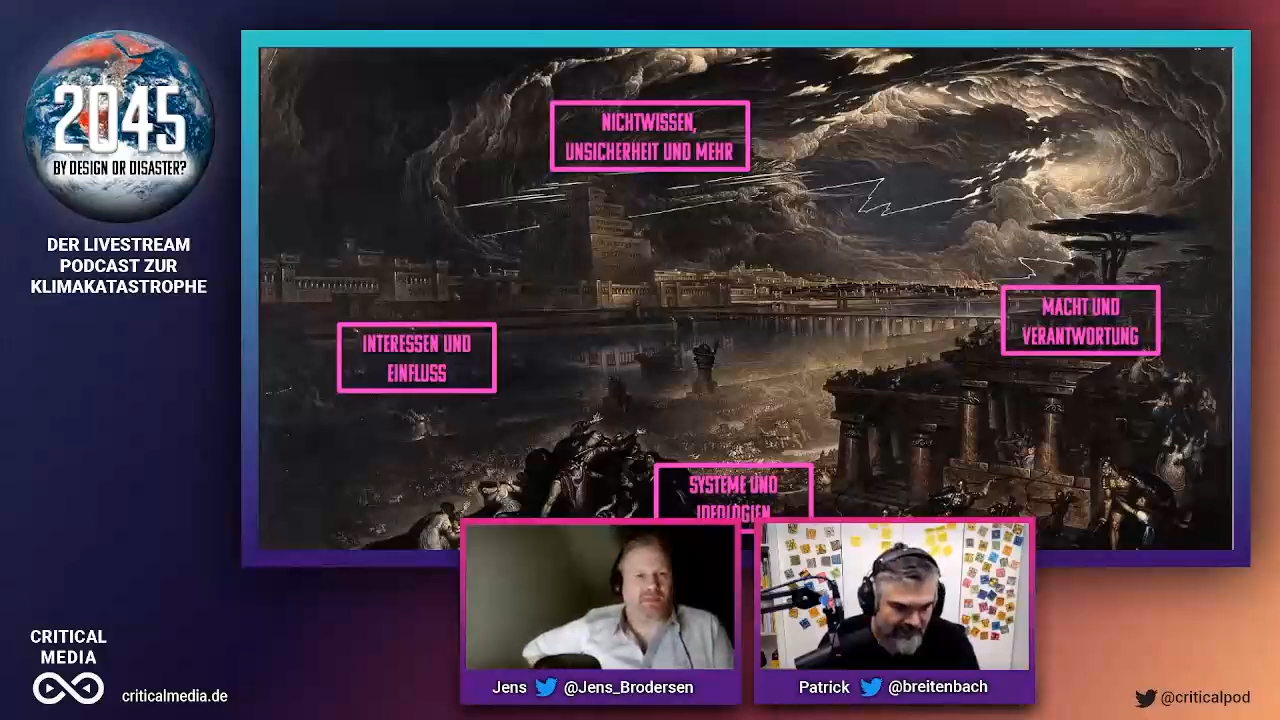 2045
BY DESIGN OR DISASTER?
DER LIVESTREAM
PODCAST ZUR
KLIMAKATASTROPHE
NICHTWISSEN,
UNSICHERHEIT UND MEHR
INTERESSEN UND
EINFLUSS
MACHT UND
VERANTWORTUNG
SYSTEME UND
IDEOLOGIEN
Jens @Jens_Brodersen
Patrick @breitenbach
CRITICAL
MEDIA
criticalmedia.de
@criticalpod